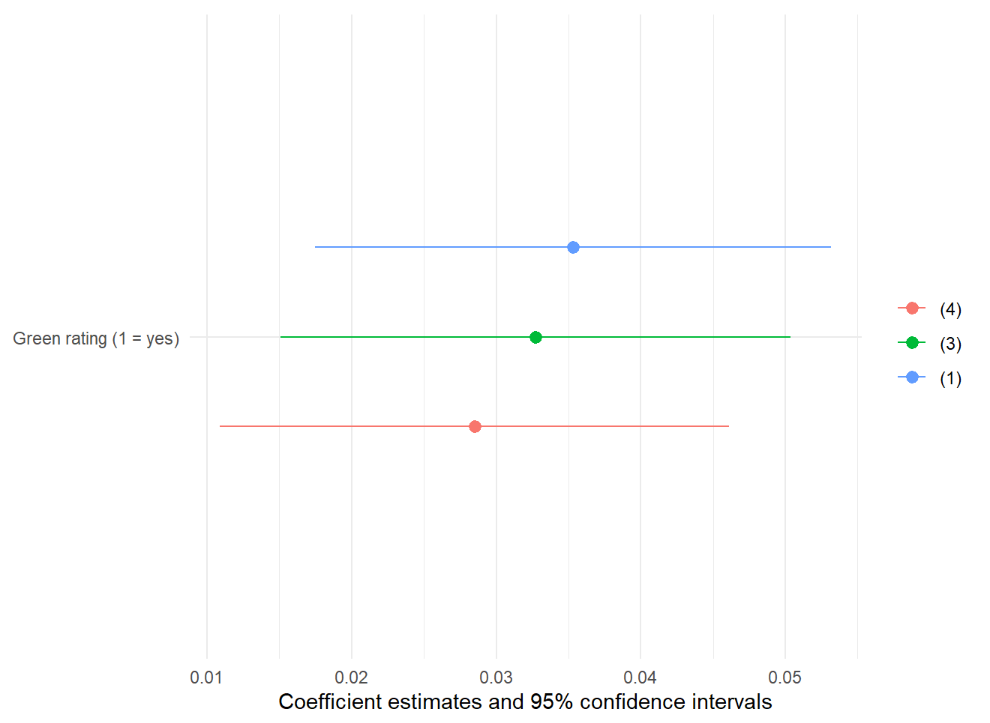 Green rating (1 = yes)
(4)
(3)
(1)
0.01 0.02 0.03 0.04 0.05
Coefficient estimates and 95% confidence intervals